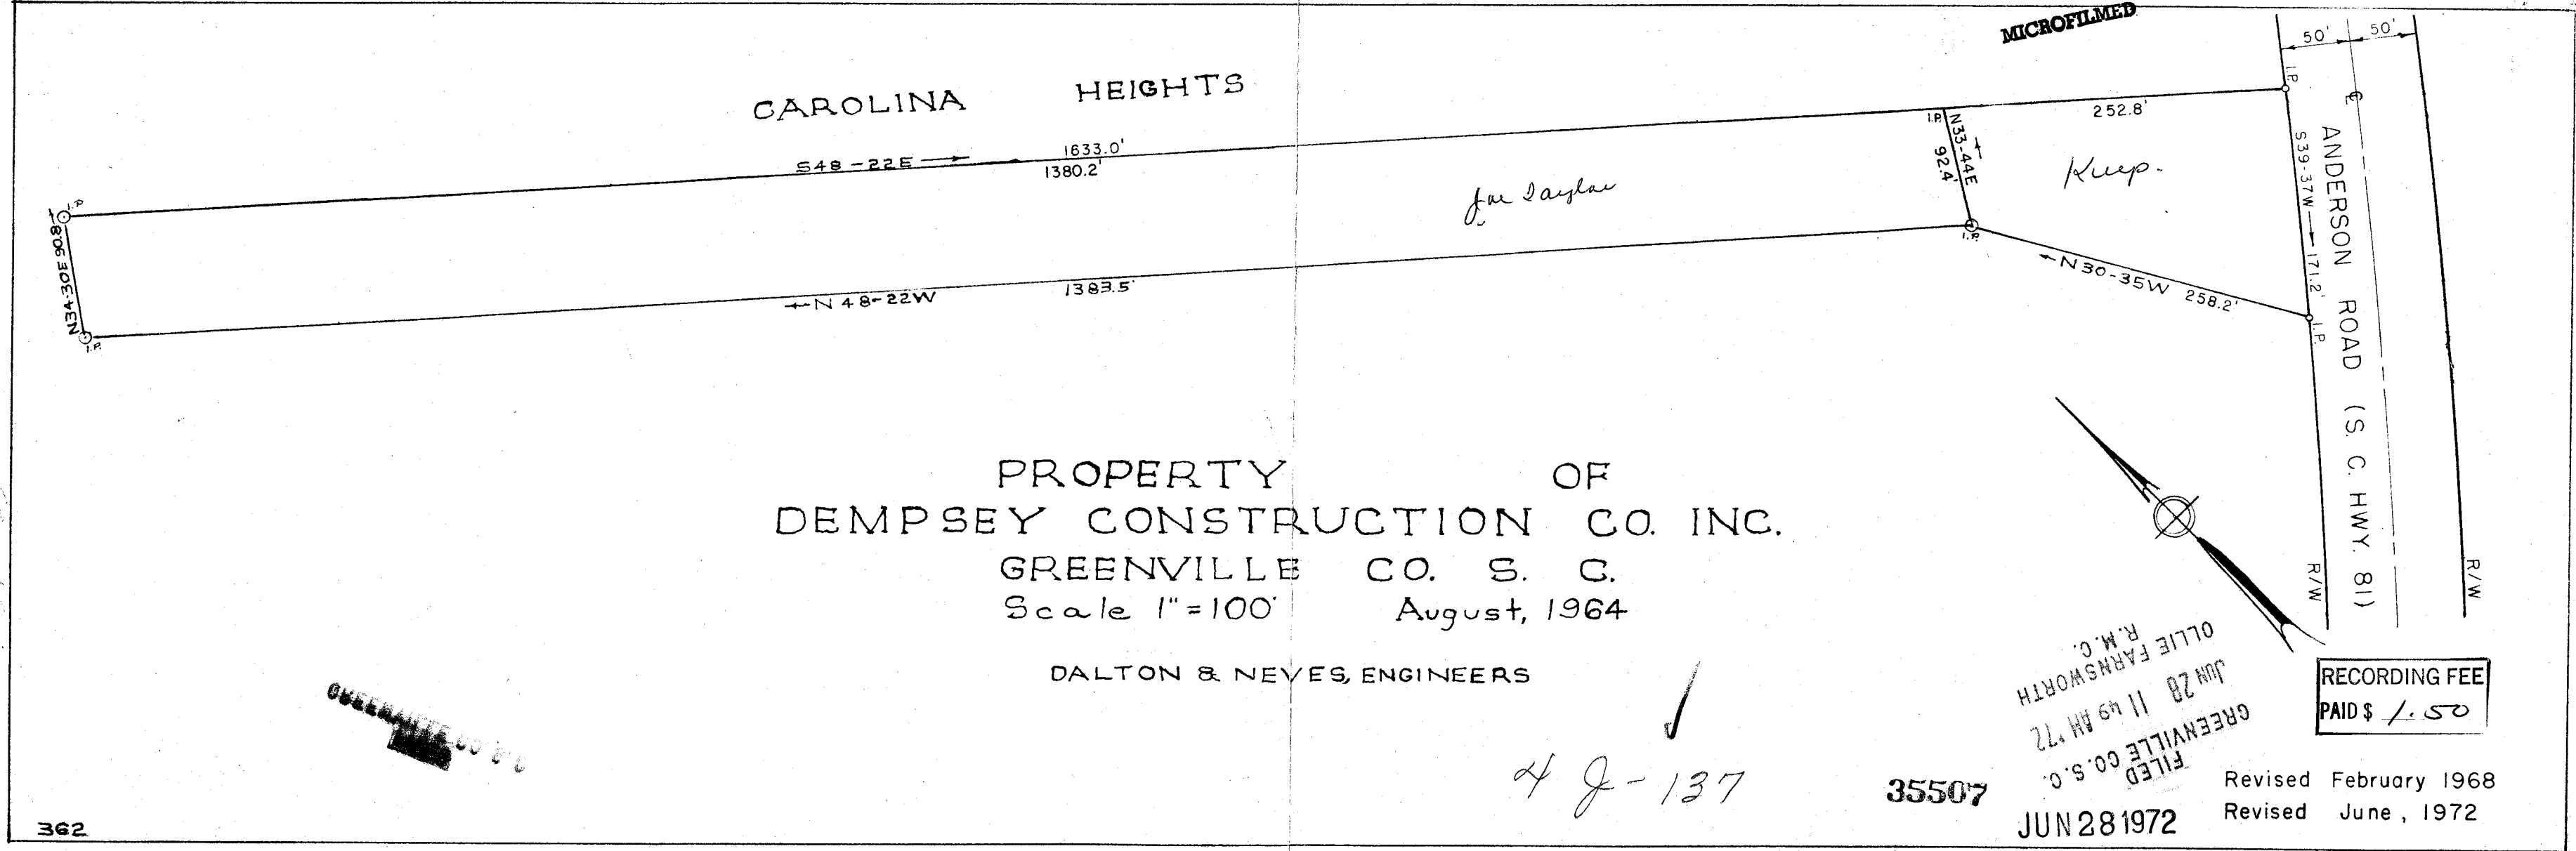 MICROFILMED
50' 50'
CAROLINA HEIGHTS
I.P.
252.8'
℄
1633.0'
S48-22E
1380.2'
I.P.
N33-44E
92.4'
S39-37W 171.2'
ANDERSON ROAD (S. C. HWY. 81)
I.P.
N34-30E 90.8
I.P.
I.P.
N30-35W 258.2'
I.P.
N 48-22W
1383.5'
PROPERTY OF
DEMPSEY CONSTRUCTION CO. INC.
GREENVILLE CO. S. C.
Scale 1"=100' August, 1964
R/W
R/W
DALTON & NEVES, ENGINEERS
FILED
GREENVILLE CO. S. C.
JUN 28 11 49 AM '72
OLLIE FARNSWORTH
R.M.C.
RECORDING FEE
PAID $ 1.50
4 J-137
35507
JUN 28 1972
Revised February 1968
Revised June, 1972
362